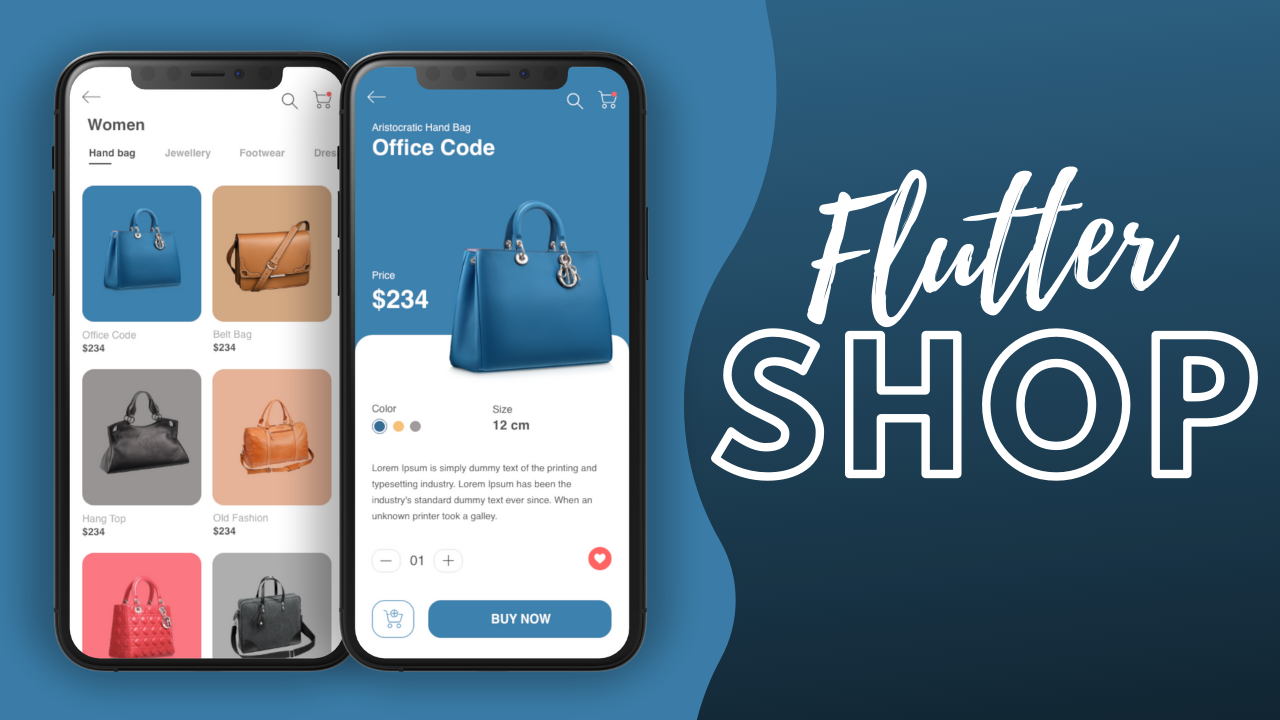 Women
Hand bag Jewellery Footwear Dres
Office Code
$234
Belt Bag
$234
Hang Top
$234
Old Fashion
$234
Aristocratic Hand Bag
Office Code
Price
$234
Color
Size
12 cm
Lorem Ipsum is simply dummy text of the printing and
typesetting industry. Lorem Ipsum has been the
industry's standard dummy text ever since. When an
unknown printer took a galley.
01
BUY NOW
Flutter
SHOP